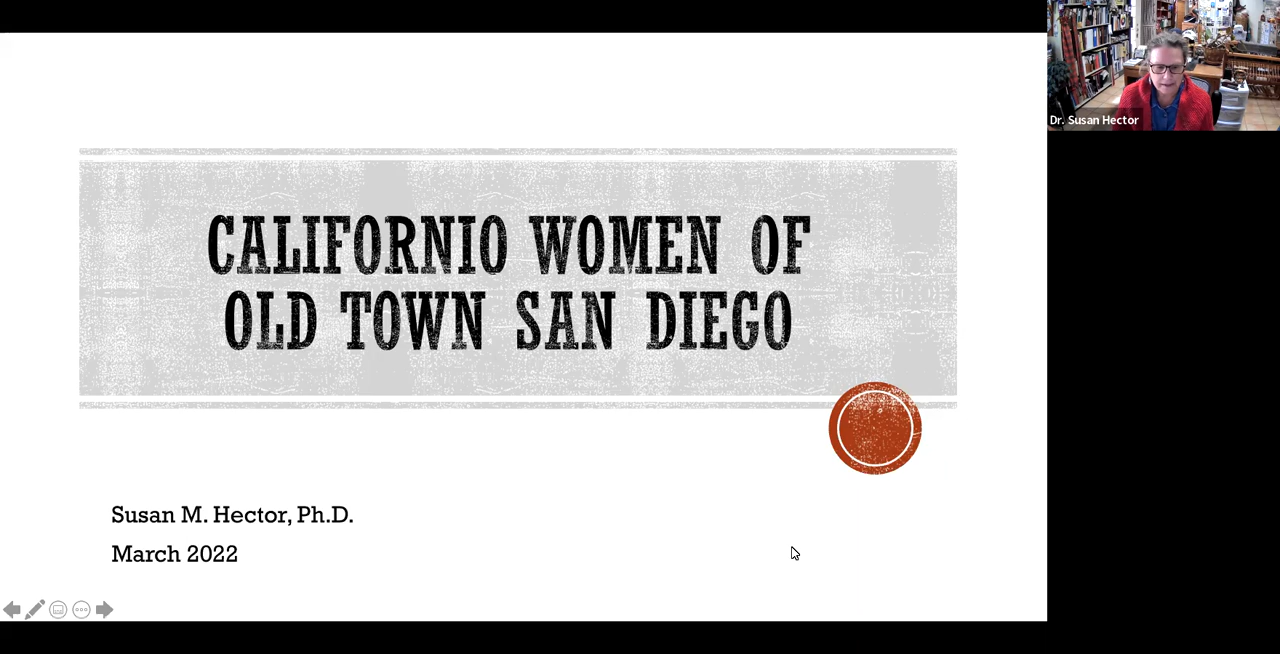 Dr. Susan Hector
CALIFORNIO WOMEN OF
OLD TOWN SAN DIEGO
Susan M. Hector, Ph.D.
March 2022